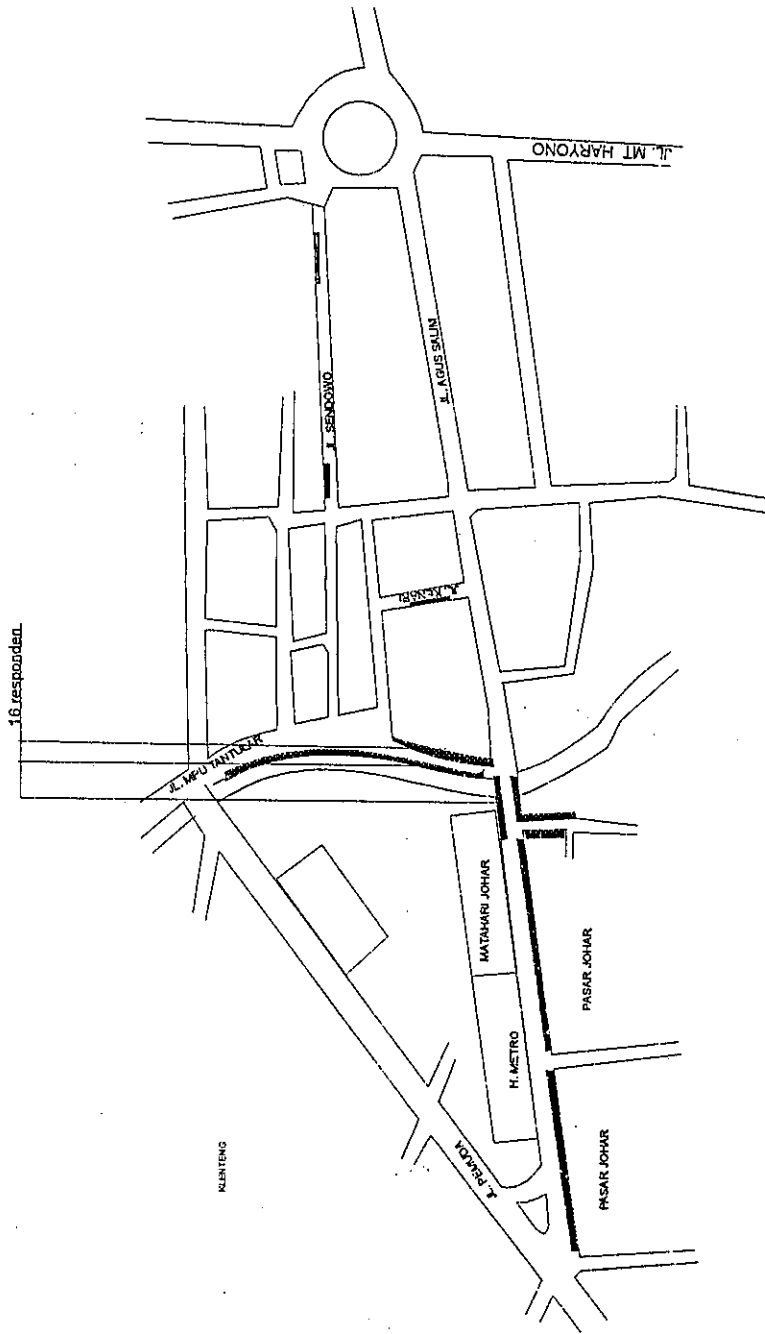 16 responden
JL. MT. HARYONO
JL. SENDOWO
JL. AGUS SALIM
JL. KENARI
JL. MPU TANTULAR
MATAHARI JOHAR
PASAR JOHAR
H. METRO
KLENTENG
JL. PEMUDA
PASAR JOHAR